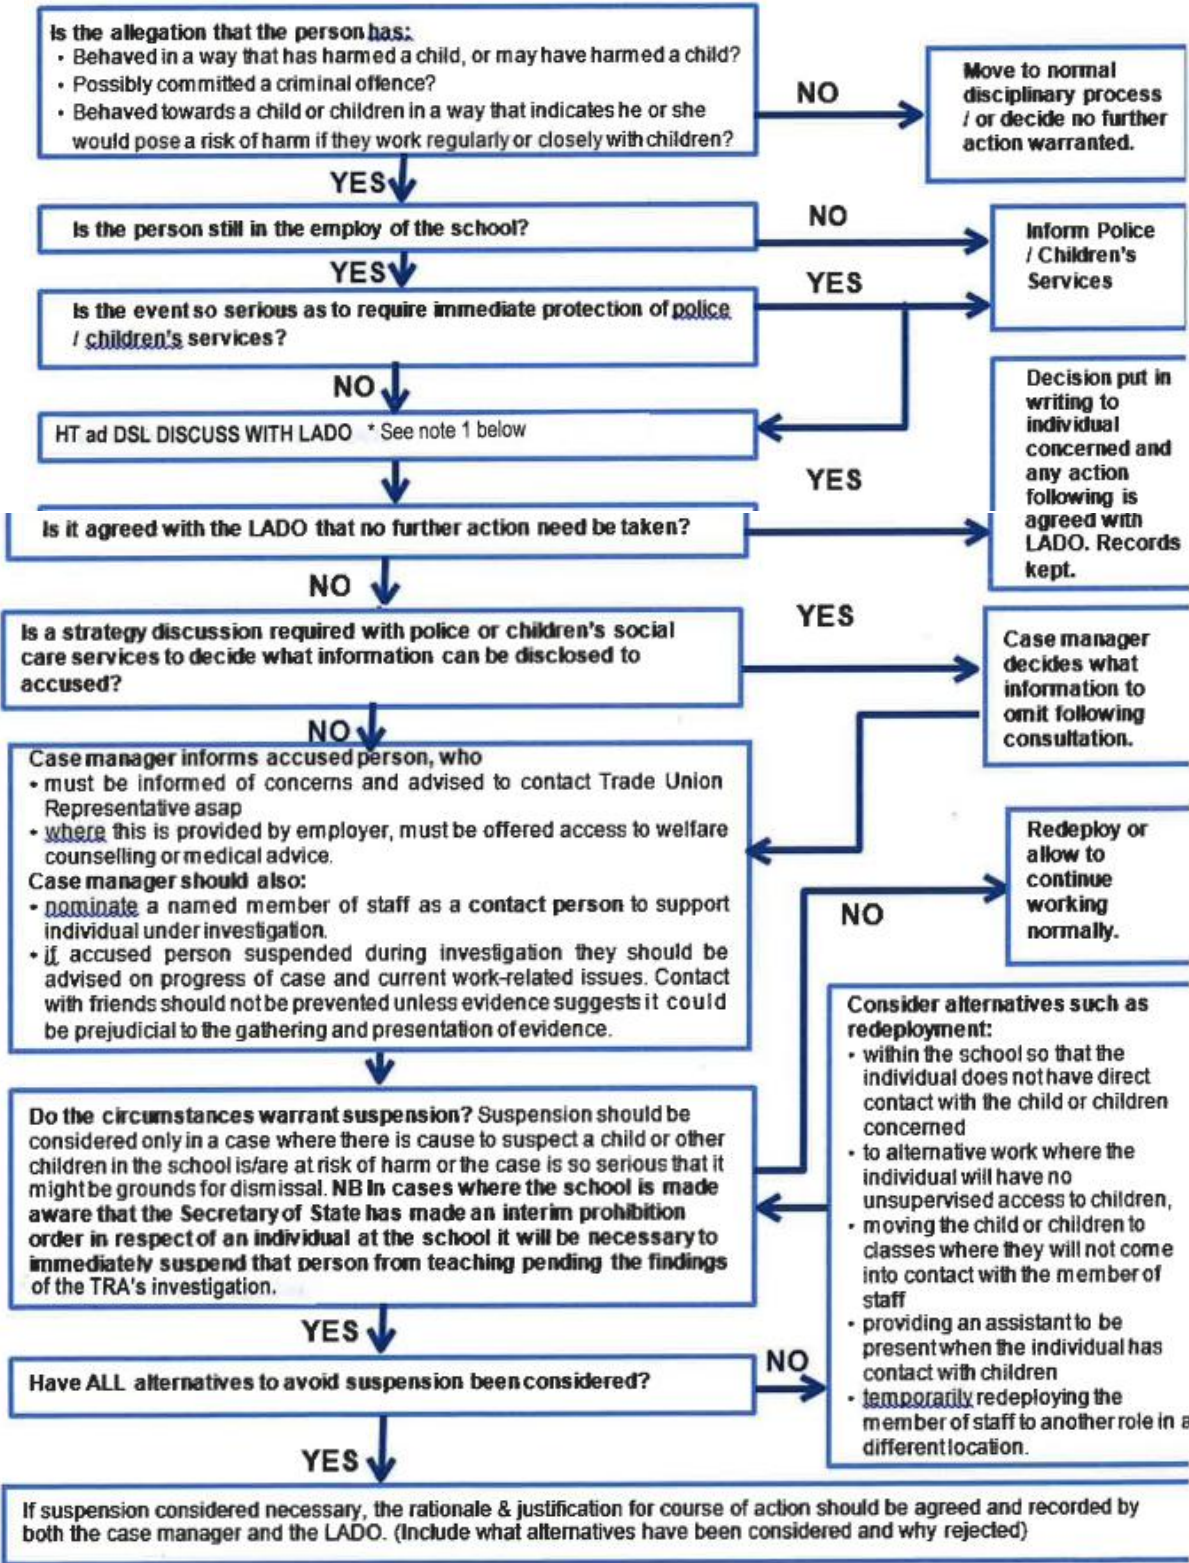 Is the allegation that the person has:
• Behaved in a way that has harmed a child, or may have harmed a child?
• Possibly committed a criminal offence?
• Behaved towards a child or children in a way that indicates he or she
would pose a risk of harm if they work regularly or closely with children?
NO
Move to normal
disciplinary process
/ or decide no further
action warranted.
YES
Is the person still in the employ of the school?
NO
Inform Police
/ Children's
Services
YES
Is the event so serious as to require immediate protection of police
/ children's services?
YES
NO
HT ad DSL DISCUSS WITH LADO * See note 1 below
YES
Decision put in
writing to
individual
concerned and
any action
following is
agreed with
LADO. Records
kept.
Is it agreed with the LADO that no further action need be taken?
NO
Is a strategy discussion required with police or children's social
care services to decide what information can be disclosed to
accused?
YES
Case manager
decides what
information to
omit following
consultation.
NO
Case manager informs accused person, who
• must be informed of concerns and advised to contact Trade Union
Representative asap
• where this is provided by employer, must be offered access to welfare
counselling or medical advice.
Case manager should also:
• nominate a named member of staff as a contact person to support
individual under investigation.
• if accused person suspended during investigation they should be
advised on progress of case and current work-related issues. Contact
with friends should not be prevented unless evidence suggests it could
be prejudicial to the gathering and presentation of evidence.
NO
Redeploy or
allow to
continue
working
normally.
Do the circumstances warrant suspension? Suspension should be
considered only in a case where there is cause to suspect a child or other
children in the school is/are at risk of harm or the case is so serious that it
might be grounds for dismissal. NB In cases where the school is made
aware that the Secretary of State has made an interim prohibition
order in respect of an individual at the school it will be necessary to
immediately suspend that person from teaching pending the findings
of the TRA's investigation.
Consider alternatives such as
redeployment:
• within the school so that the
individual does not have direct
contact with the child or children
concerned
• to alternative work where the
individual will have no
unsupervised access to children,
• moving the child or children to
classes where they will not come
into contact with the member of
staff
• providing an assistant to be
present when the individual has
contact with children
• temporarily redeploying the
member of staff to another role in a
different location.
YES
Have ALL alternatives to avoid suspension been considered?
NO
YES
If suspension considered necessary, the rationale & justification for course of action should be agreed and recorded by
both the case manager and the LADO. (Include what alternatives have been considered and why rejected)